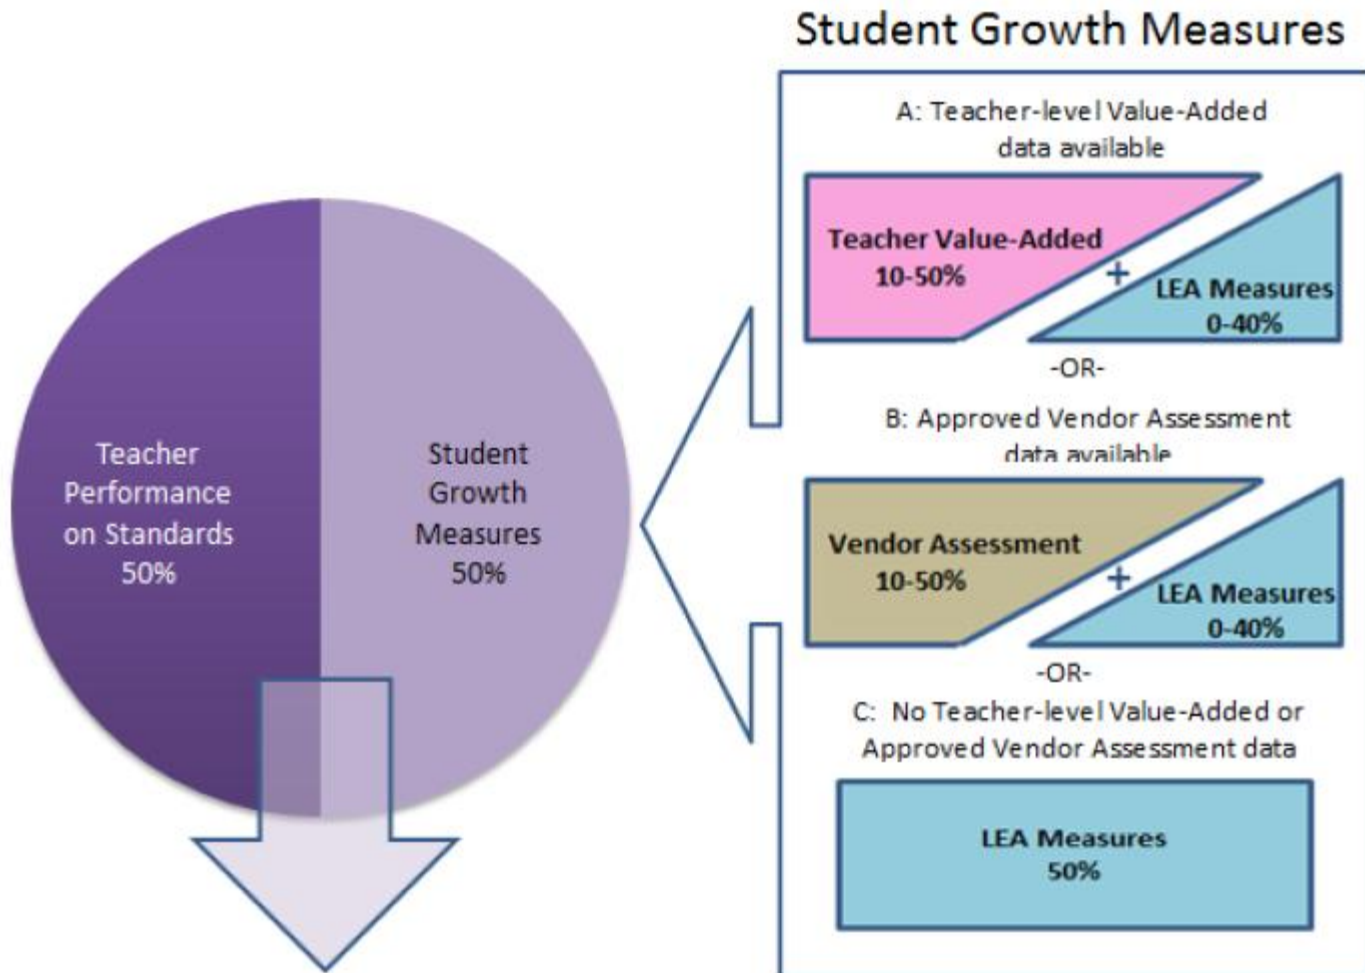 Student Growth Measures
A: Teacher-level Value-Added
data available
Teacher Value-Added
10-50%
+
LEA Measures
0-40%
-OR-
B: Approved Vendor Assessment
data available
Vendor Assessment
10-50%
+
LEA Measures
0-40%
-OR-
C: No Teacher-level Value-Added or
Approved Vendor Assessment data
LEA Measures
50%
Teacher
Performance
on Standards
50%
Student
Growth
Measures
50%